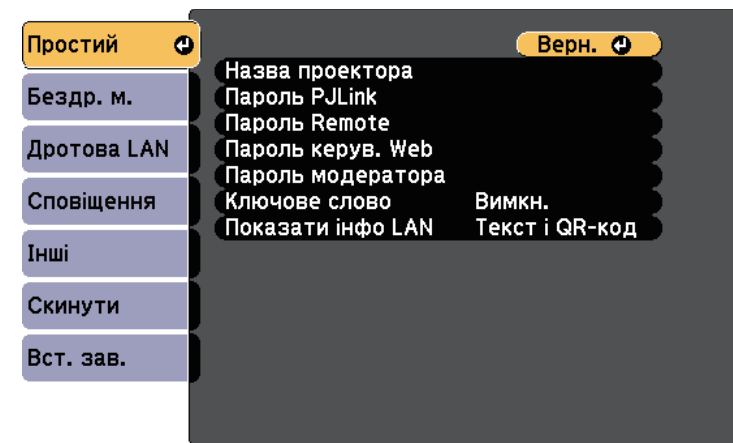 Простий
Бездр. м.
Дротова LAN
Сповіщення
Інші
Скинути
Вст. зав.
Верн.
Назва проектора
Пароль PJLink
Пароль Remote
Пароль керув. Web
Пароль модератора
Ключове слово Вимкн.
Показати інфо LAN Текст і QR-код